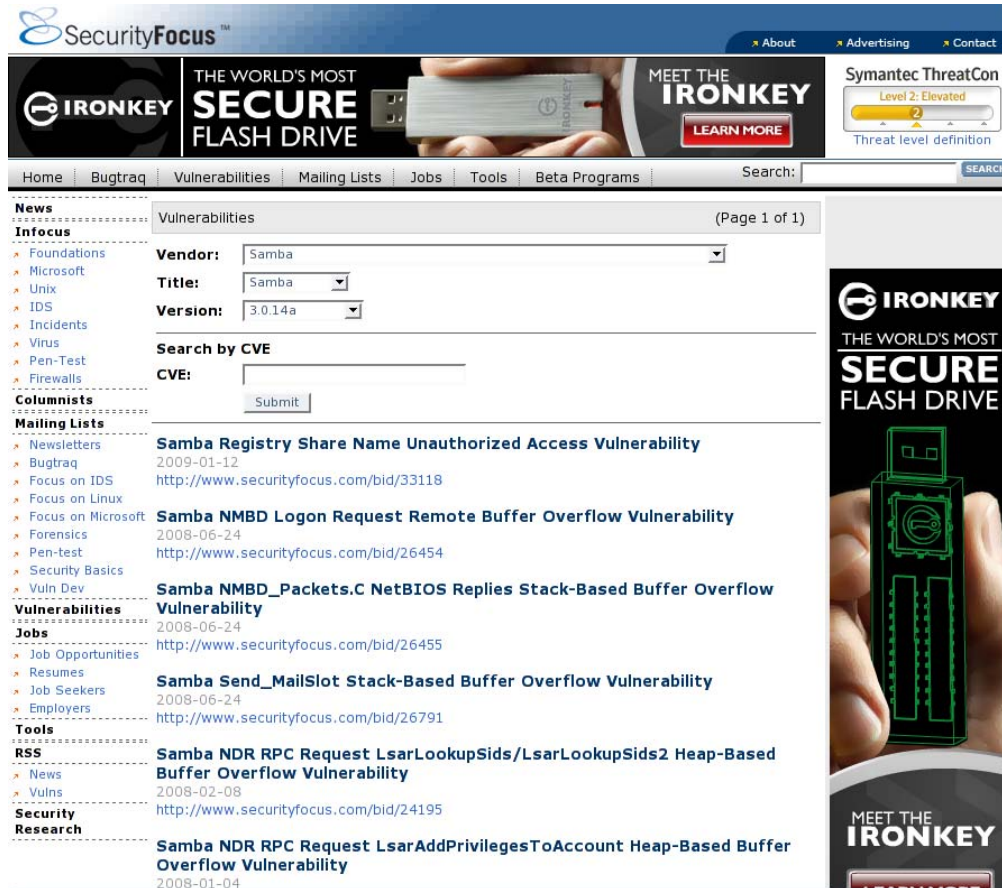 SecurityFocus ™
About
Advertising
Contact
IRONKEY
THE WORLD'S MOST
SECURE
FLASH DRIVE
IRONKEY
MEET THE
IRONKEY
LEARN MORE
Symantec ThreatCon
Level 2: Elevated
2
Threat level definition
Home
Bugtraq
Vulnerabilities
Mailing Lists
Jobs
Tools
Beta Programs
Search:
SEARCH
News
Infocus
Foundations
Microsoft
Unix
IDS
Incidents
Virus
Pen-Test
Firewalls
Columnists
Mailing Lists
Newsletters
Bugtraq
Focus on IDS
Focus on Linux
Focus on Microsoft
Forensics
Pen-test
Security Basics
Vuln Dev
Vulnerabilities
Jobs
Job Opportunities
Resumes
Job Seekers
Employers
Tools
RSS
News
Vulns
Security
Research
Vulnerabilities (Page 1 of 1)
Vendor: Samba
Title: Samba
Version: 3.0.14a
Search by CVE
CVE:
Submit
Samba Registry Share Name Unauthorized Access Vulnerability
2009-01-12
http://www.securityfocus.com/bid/33118
Samba NMBD Logon Request Remote Buffer Overflow Vulnerability
2008-06-24
http://www.securityfocus.com/bid/26454
Samba NMBD_Packets.C NetBIOS Replies Stack-Based Buffer Overflow
Vulnerability
2008-06-24
http://www.securityfocus.com/bid/26455
Samba Send_MailSlot Stack-Based Buffer Overflow Vulnerability
2008-06-24
http://www.securityfocus.com/bid/26791
Samba NDR RPC Request LsarLookupSids/LsarLookupSids2 Heap-Based
Buffer Overflow Vulnerability
2008-02-08
http://www.securityfocus.com/bid/24195
Samba NDR RPC Request LsarAddPrivilegesToAccount Heap-Based Buffer
Overflow Vulnerability
2008-01-04
IRONKEY
THE WORLD'S MOST
SECURE
FLASH DRIVE
MEET THE
IRONKEY
LEARN MORE